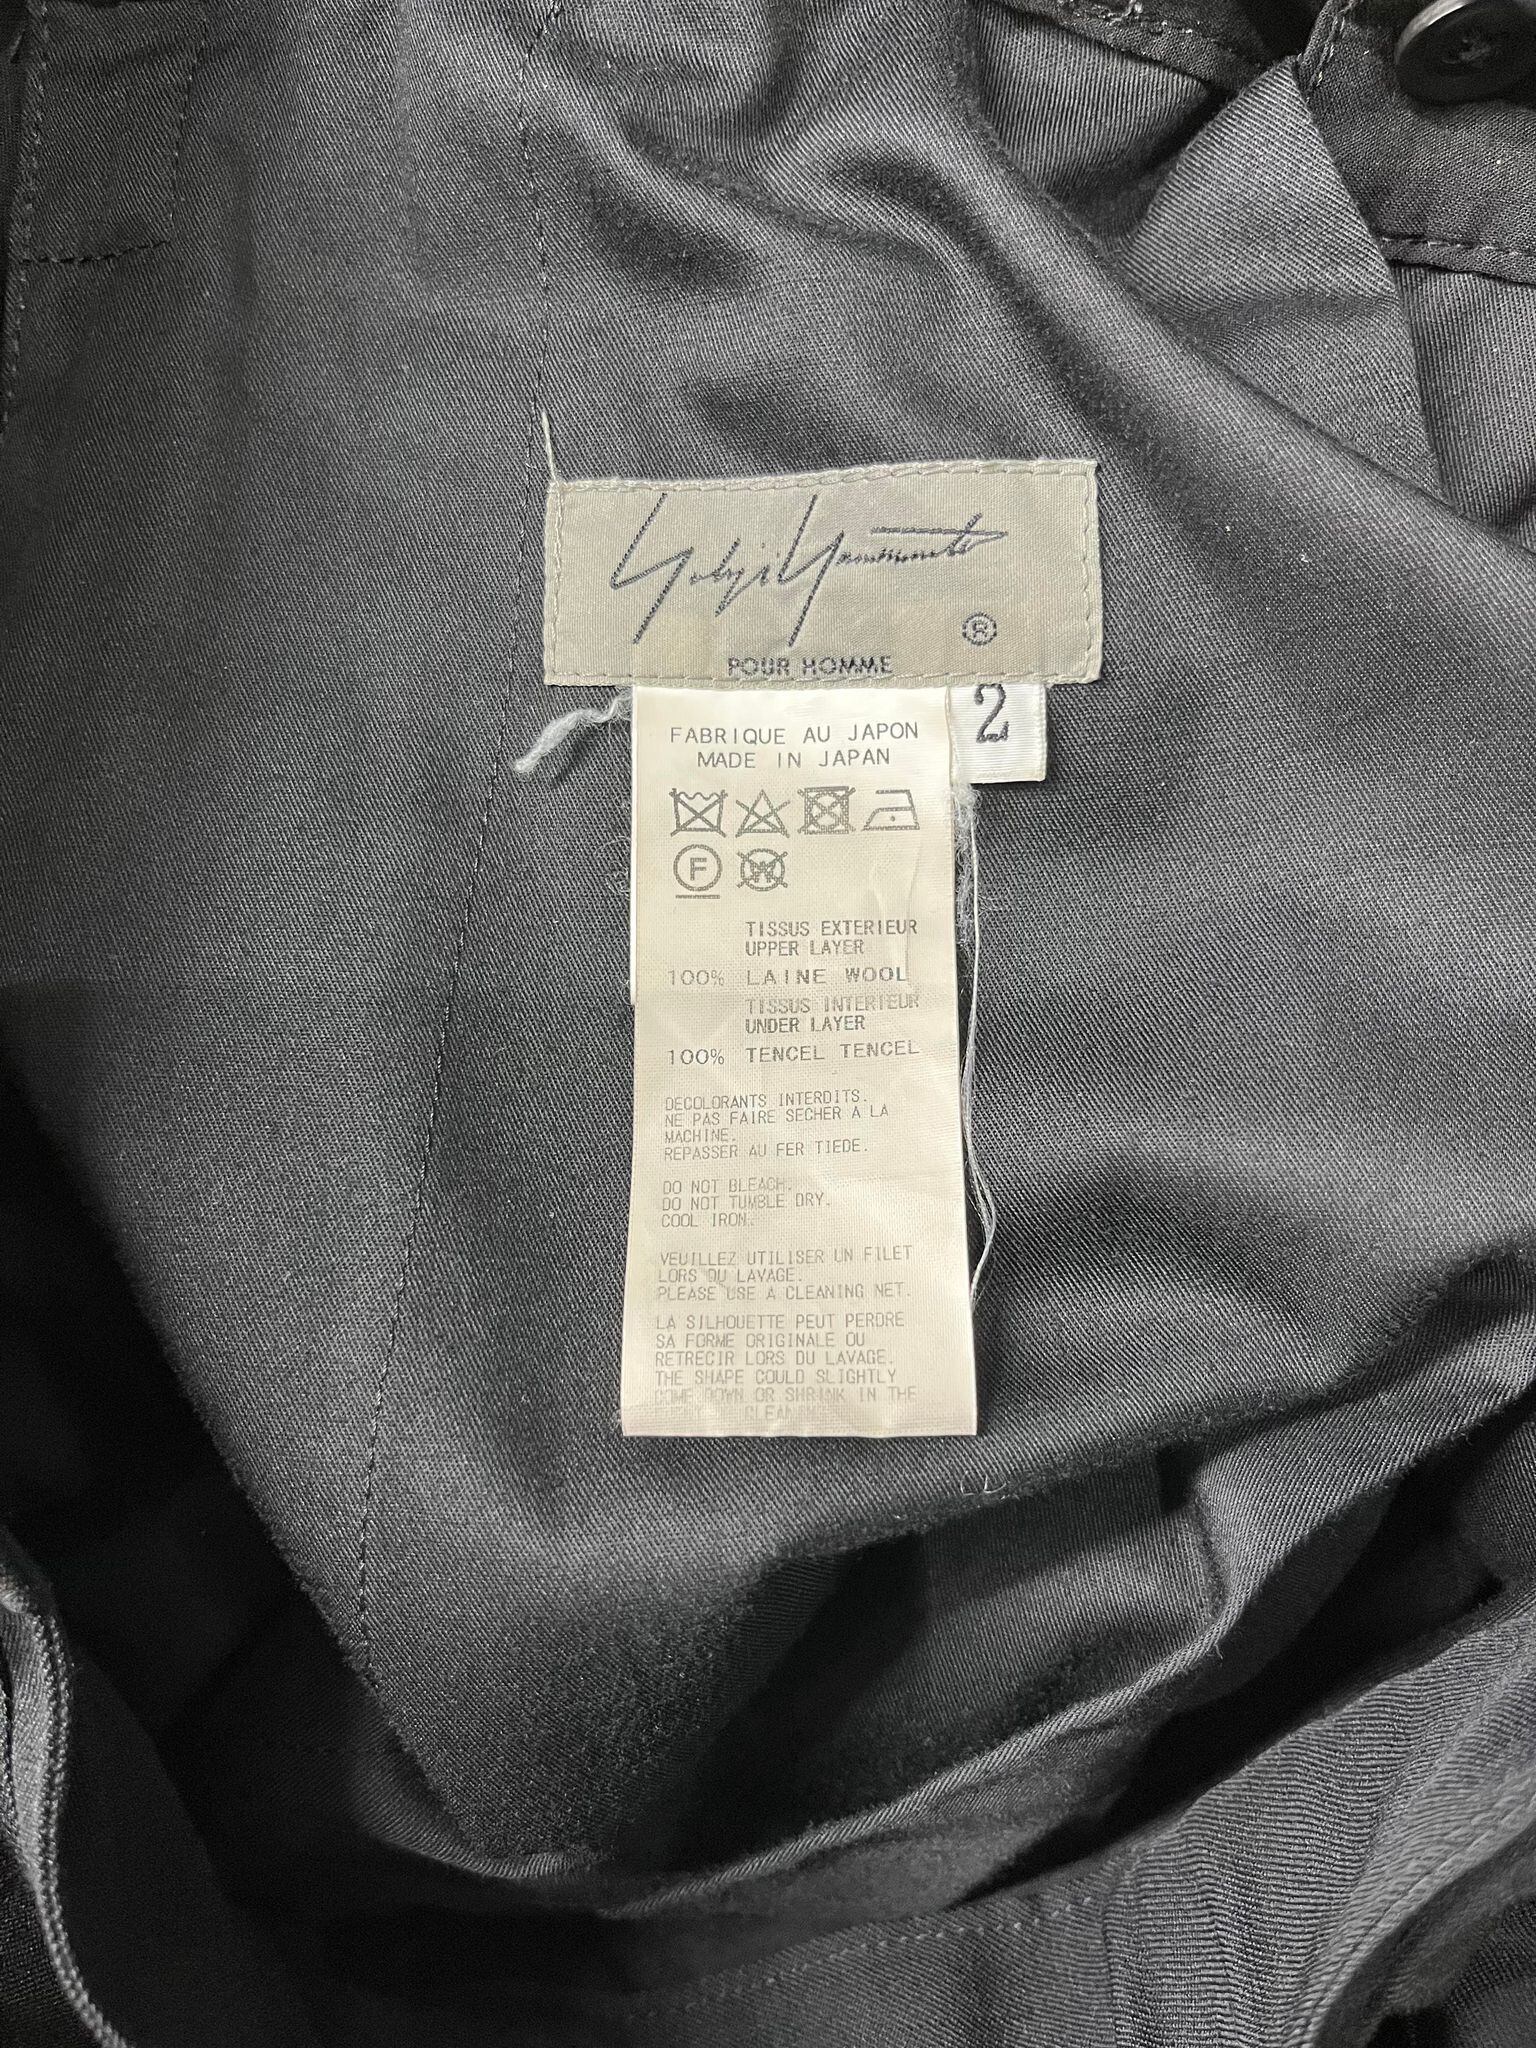 Yohji Yamamoto
®
POUR HOMME
2
FABRIQUE AU JAPON
MADE IN JAPAN
F
W
TISSUS EXTERIEUR
UPPER LAYER
100% LAINE WOOL
TISSUS INTERIEUR
UNDER LAYER
100% TENCEL TENCEL
DECOLORANTS INTERDITS.
NE PAS FAIRE SECHER A LA
MACHINE.
REPASSER AU FER TIEDE.
DO NOT BLEACH.
DO NOT TUMBLE DRY.
COOL IRON.
VEUILLEZ UTILISER UN FILET
LORS DU LAVAGE.
PLEASE USE A CLEANING NET.
LA SILHOUETTE PEUT PERDRE
SA FORME ORIGINALE OU
RETRECIR LORS DU LAVAGE.
THE SHAPE COULD SLIGHTLY
COME DOWN OR SHRINK IN THE